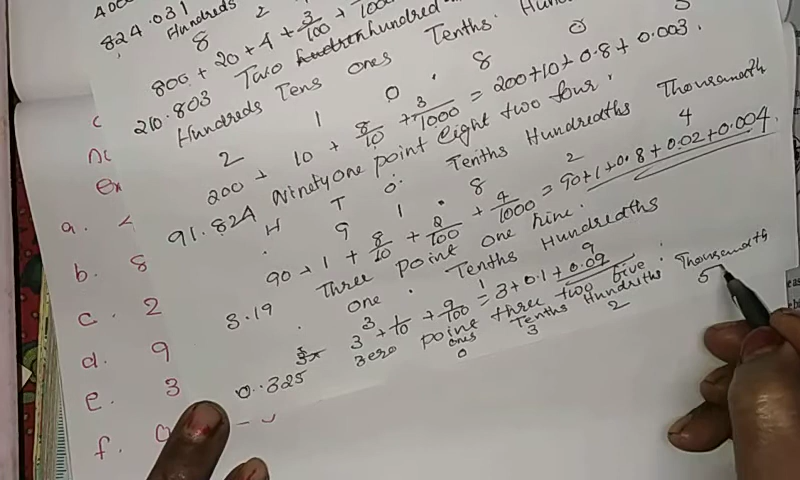 824.031 Hundreds
8 2
800 + 20 + 4 + 3/100 +
210.803 Two hundred
Hundreds Tens ones Tenths.
2 1 0 . 8 0 3
200 + 10 + 8/10 + 3/1000 = 200+10+0.8+0.003.
91.824 Ninety one point eight two four.
H T O. Tenths Hundredths Thousandth
9 1 . 8 2 4
90 + 1 + 8/10 + 2/100 + 4/1000 = 90+1+0.8+0.02+0.004.
3.19 Three point one nine.
one . Tenths Hundredths
3 1 9
3 + 1/10 + 9/100 = 3+0.1+0.09
0.325 zero point three two five.
ones Tenths Hundriths Thousandth
0 3 2 5
a.
b. 8
c. 2
d. 9
e. 3
f. 0